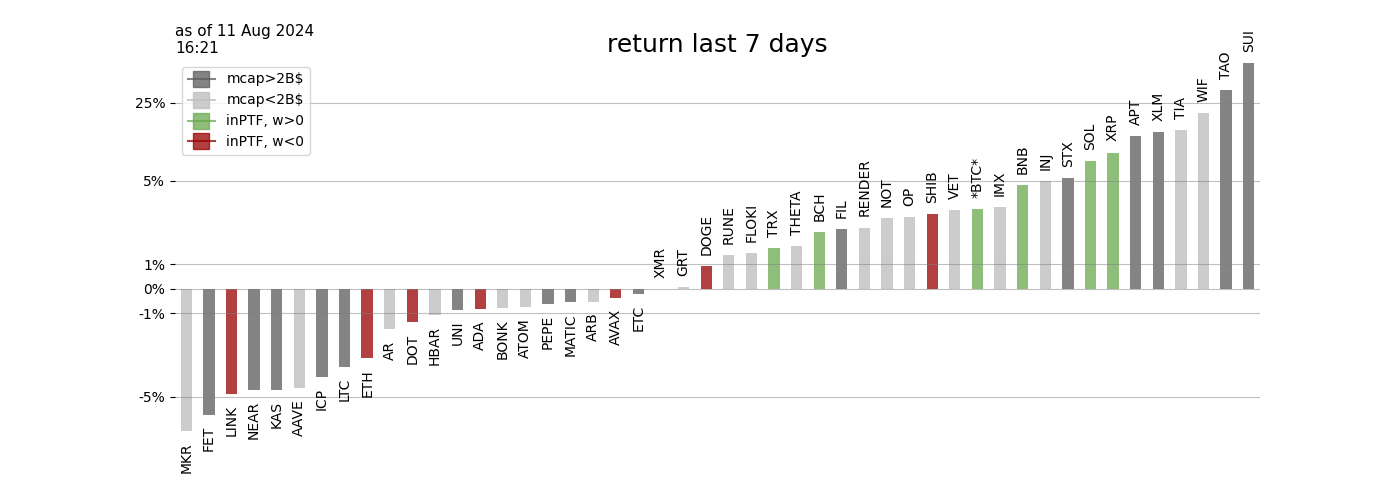 as of 11 Aug 2024
16:21
return last 7 days
mcap>2B$
mcap<2B$
inPTF, w>0
inPTF, w<0
25%
5%
1%
0%
-1%
-5%
MKR
FET
LINK
NEAR
KAS
AAVE
ICP
LTC
ETH
AR
DOT
HBAR
UNI
ADA
BONK
ATOM
PEPE
MATIC
ARB
AVAX
ETC
XMR
GRT
DOGE
RUNE
FLOKI
TRX
THETA
BCH
FIL
RENDER
NOT
OP
SHIB
VET
*BTC*
IMX
BNB
INJ
STX
SOL
XRP
APT
XLM
TIA
WIF
TAO
SUI